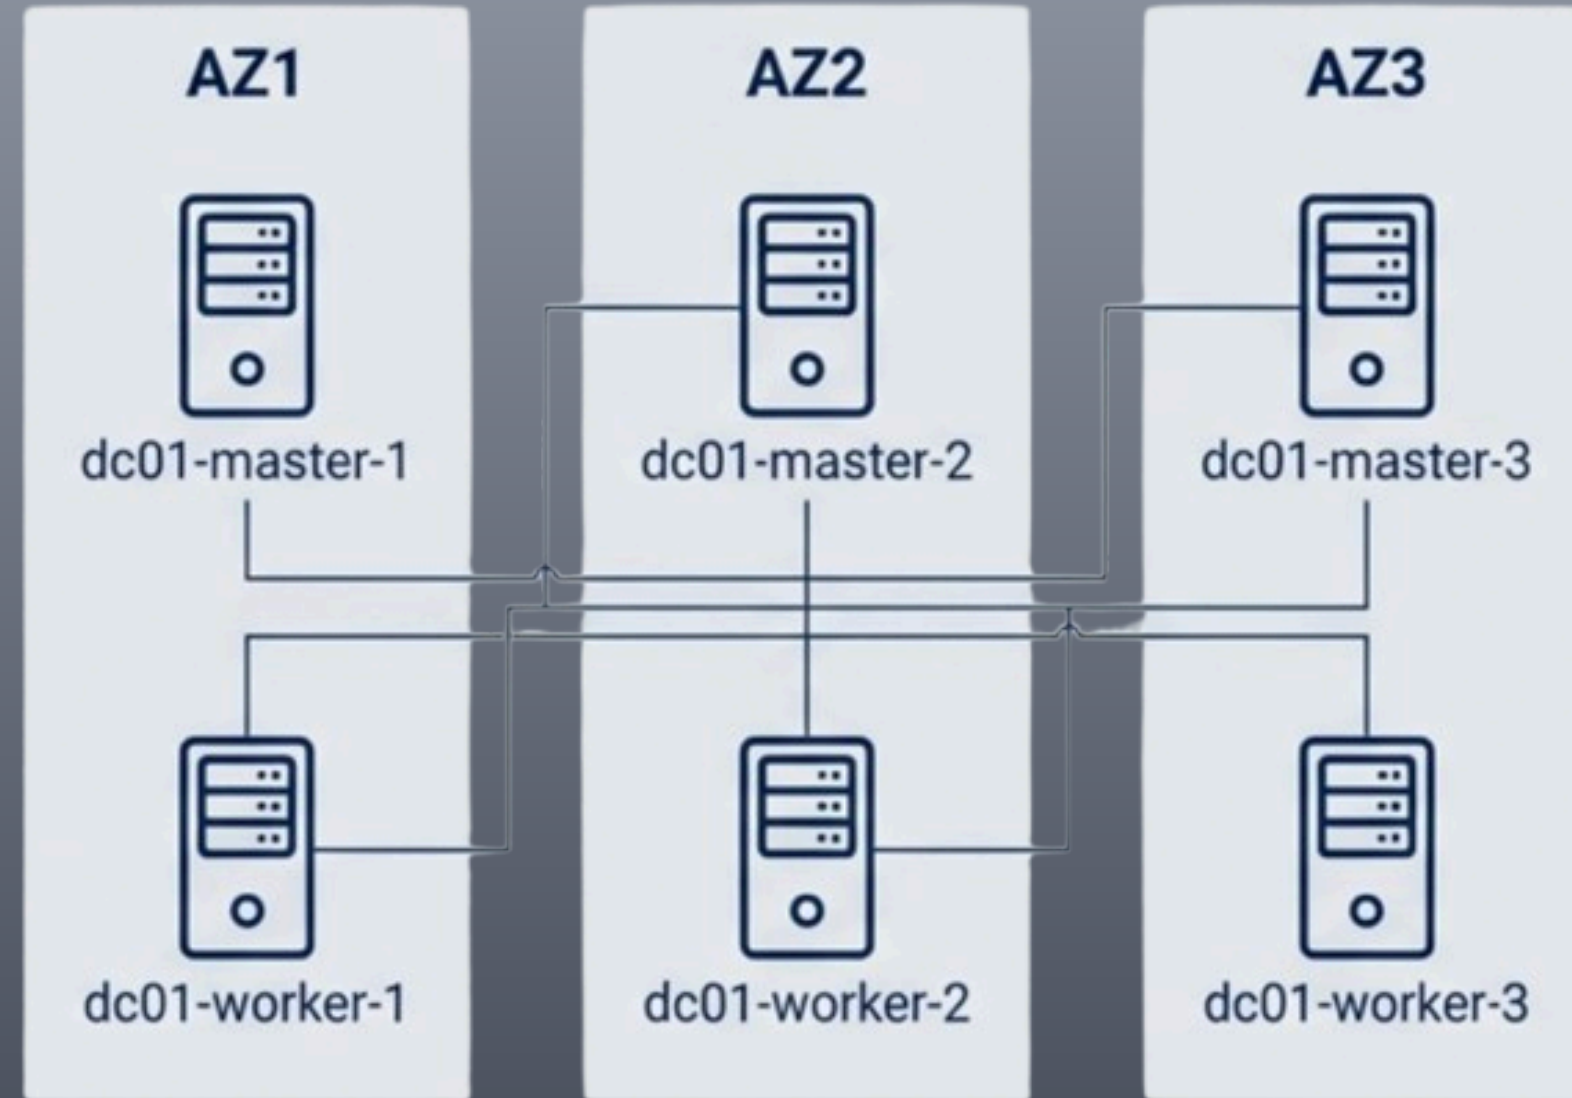 AZ1
AZ2
AZ3
dc01-master-1
dc01-master-2
dc01-master-3
dc01-worker-1
dc01-worker-2
dc01-worker-3